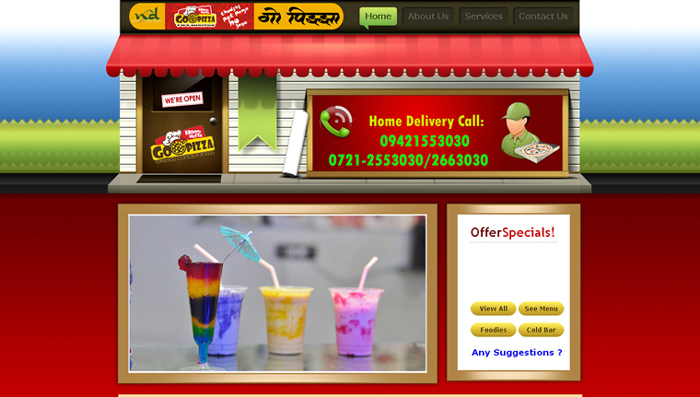 nd
GO PIZZA
गो पिझ्झा
Home
About Us
Services
Contact Us
WE'RE OPEN
GO PIZZA
Home Delivery Call:
09421553030
0721-2553030/2663030
OfferSpecials!
View All
See Menu
Foodies
Cold Bar
Any Suggestions ?